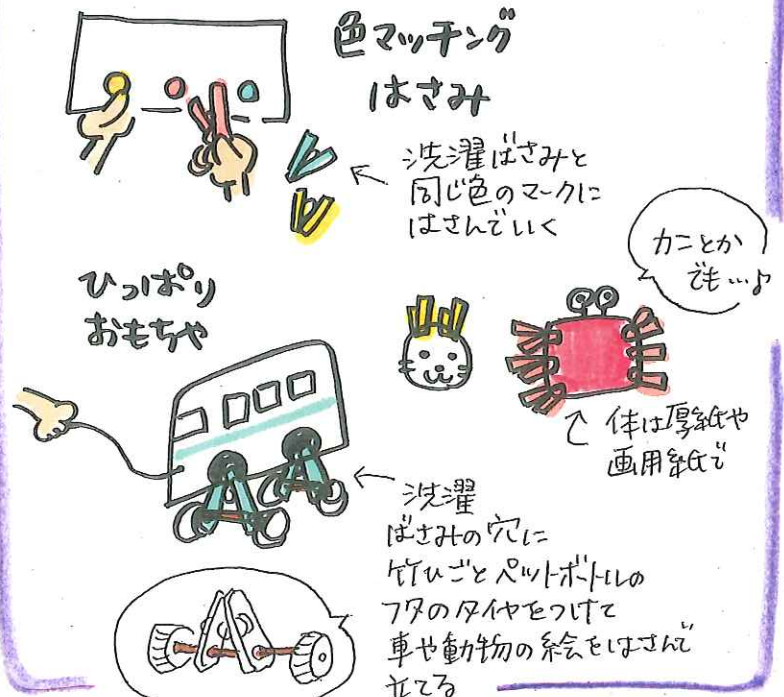 色マッチング
はさみ
洗濯ばさみと
同じ色のマークに
はさんでいく
カニとか
でも…♪
ひっぱり
おもちゃ
体は厚紙や
画用紙で
洗濯
ばさみの穴に
竹ひごとペットボトルの
フタのタイヤをつけて
車や動物の絵をはさんで
立てる